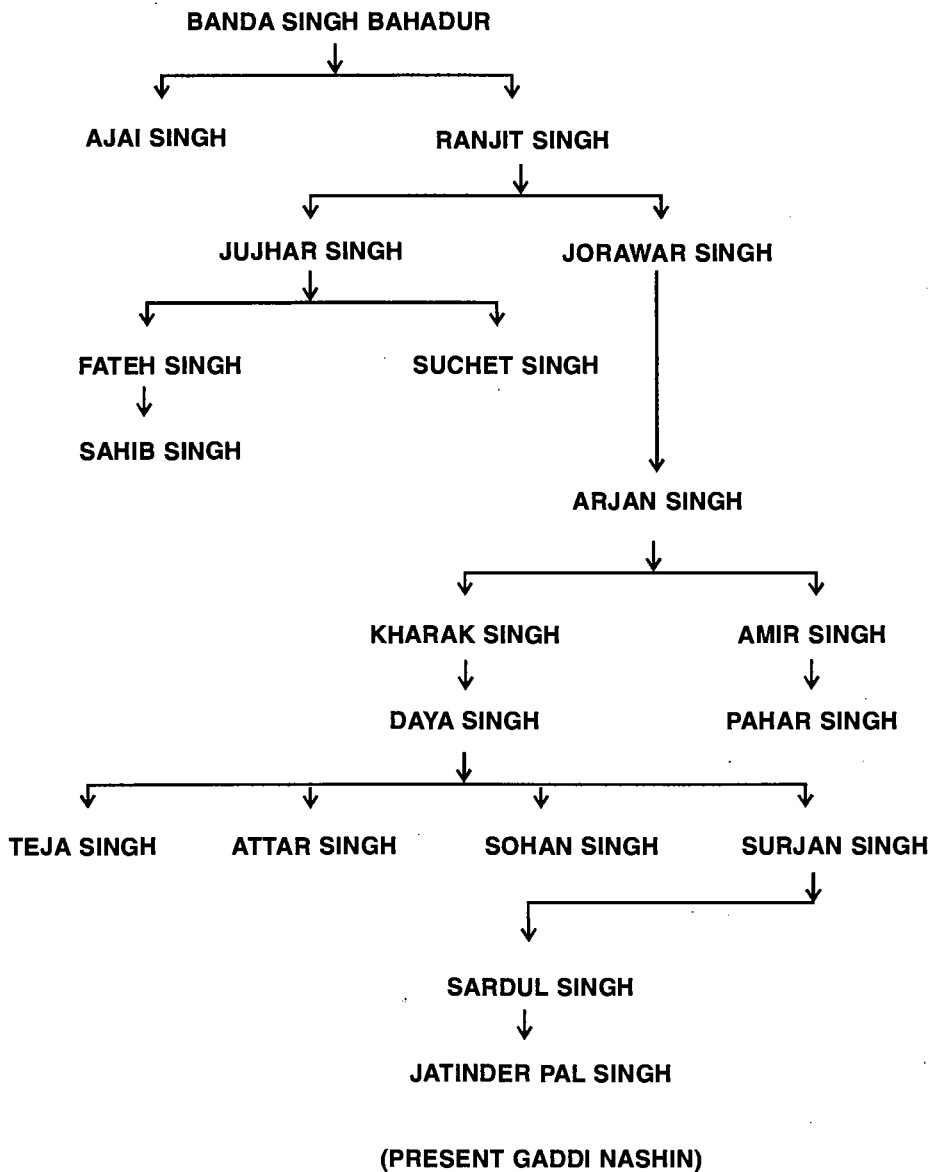 BANDA SINGH BAHADUR
AJAI SINGH RANJIT SINGH
JUJHAR SINGH JORAWAR SINGH
FATEH SINGH SUCHET SINGH
SAHIB SINGH
ARJAN SINGH
KHARAK SINGH AMIR SINGH
DAYA SINGH PAHAR SINGH
TEJA SINGH ATTAR SINGH SOHAN SINGH SURJAN SINGH
SARDUL SINGH
JATINDER PAL SINGH
(PRESENT GADDI NASHIN)